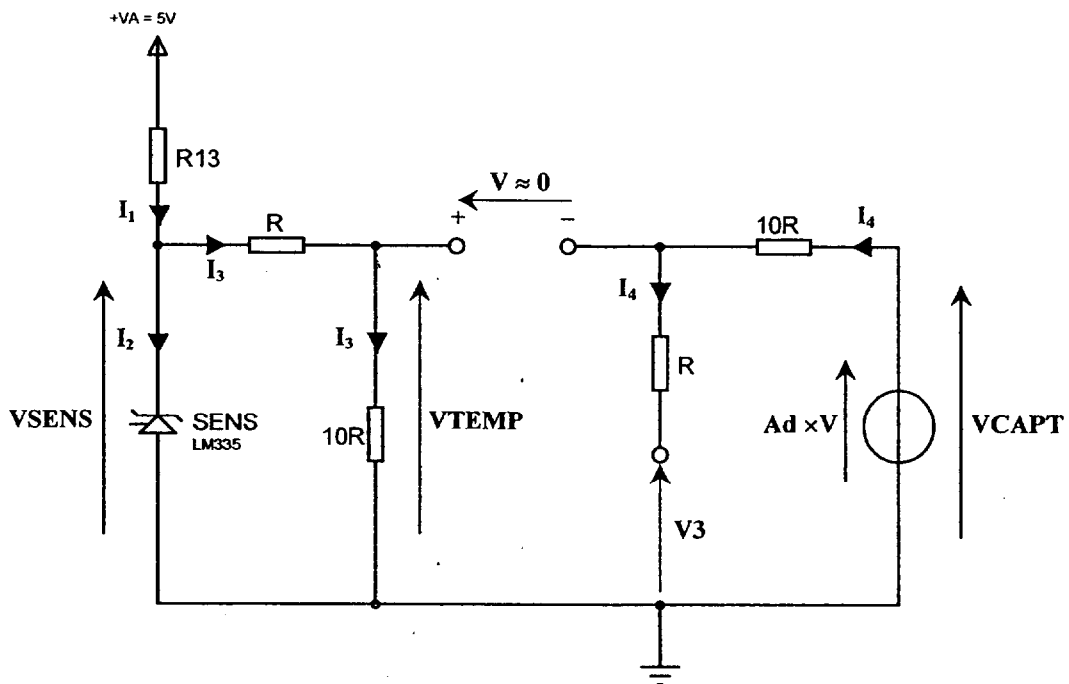 +VA = 5V
R13
V ≈ 0
I₁
R
+
−
10R
I₄
I₃
I₄
I₂
I₃
R
VSENS
SENS
LM335
10R
VTEMP
Ad ×V
VCAPT
V3